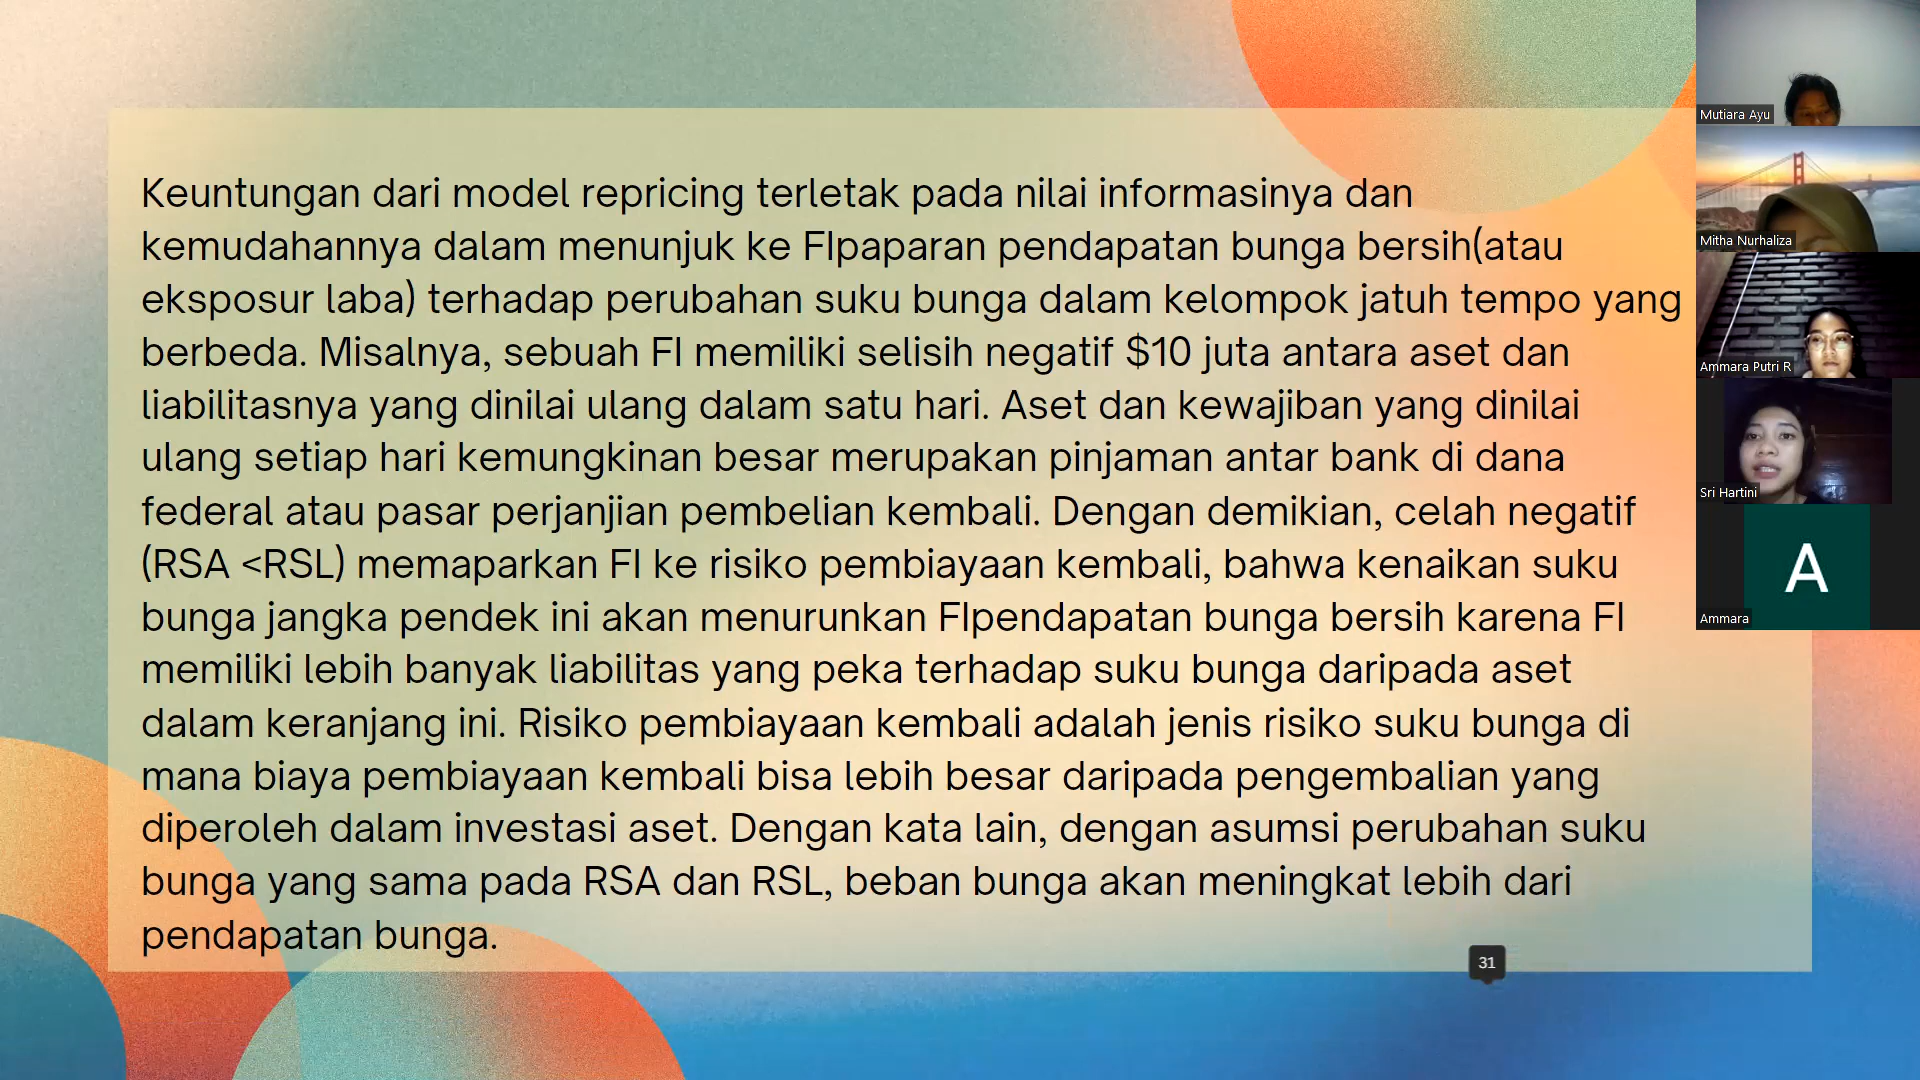 Keuntungan dari model repricing terletak pada nilai informasinya dan
kemudahannya dalam menunjuk ke FIpaparan pendapatan bunga bersih(atau
eksposur laba) terhadap perubahan suku bunga dalam kelompok jatuh tempo yang
berbeda. Misalnya, sebuah FI memiliki selisih negatif $10 juta antara aset dan
liabilitasnya yang dinilai ulang dalam satu hari. Aset dan kewajiban yang dinilai
ulang setiap hari kemungkinan besar merupakan pinjaman antar bank di dana
federal atau pasar perjanjian pembelian kembali. Dengan demikian, celah negatif
(RSA <RSL) memaparkan FI ke risiko pembiayaan kembali, bahwa kenaikan suku
bunga jangka pendek ini akan menurunkan FIpendapatan bunga bersih karena FI
memiliki lebih banyak liabilitas yang peka terhadap suku bunga daripada aset
dalam keranjang ini. Risiko pembiayaan kembali adalah jenis risiko suku bunga di
mana biaya pembiayaan kembali bisa lebih besar daripada pengembalian yang
diperoleh dalam investasi aset. Dengan kata lain, dengan asumsi perubahan suku
bunga yang sama pada RSA dan RSL, beban bunga akan meningkat lebih dari
pendapatan bunga.
31
Mutiara Ayu
Mitha Nurhaliza
Ammara Putri R
Sri Hartini
A
Ammara